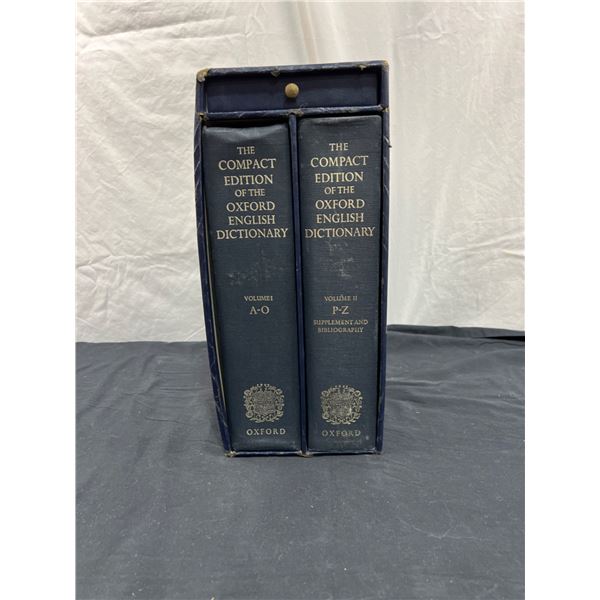 THE
COMPACT
EDITION
OF THE
OXFORD
ENGLISH
DICTIONARY
VOLUME I
A-O
OXFORD
THE
COMPACT
EDITION
OF THE
OXFORD
ENGLISH
DICTIONARY
VOLUME II
P-Z
SUPPLEMENT AND
BIBLIOGRAPHY
OXFORD